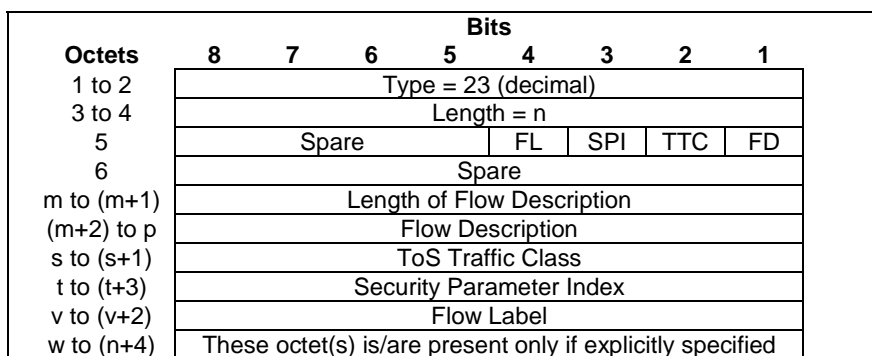 Bits
Octets 8 7 6 5 4 3 2 1
1 to 2 Type = 23 (decimal)
3 to 4 Length = n
5 Spare FL SPI TTC FD
6 Spare
m to (m+1) Length of Flow Description
(m+2) to p Flow Description
s to (s+1) ToS Traffic Class
t to (t+3) Security Parameter Index
v to (v+2) Flow Label
w to (n+4) These octet(s) is/are present only if explicitly specified